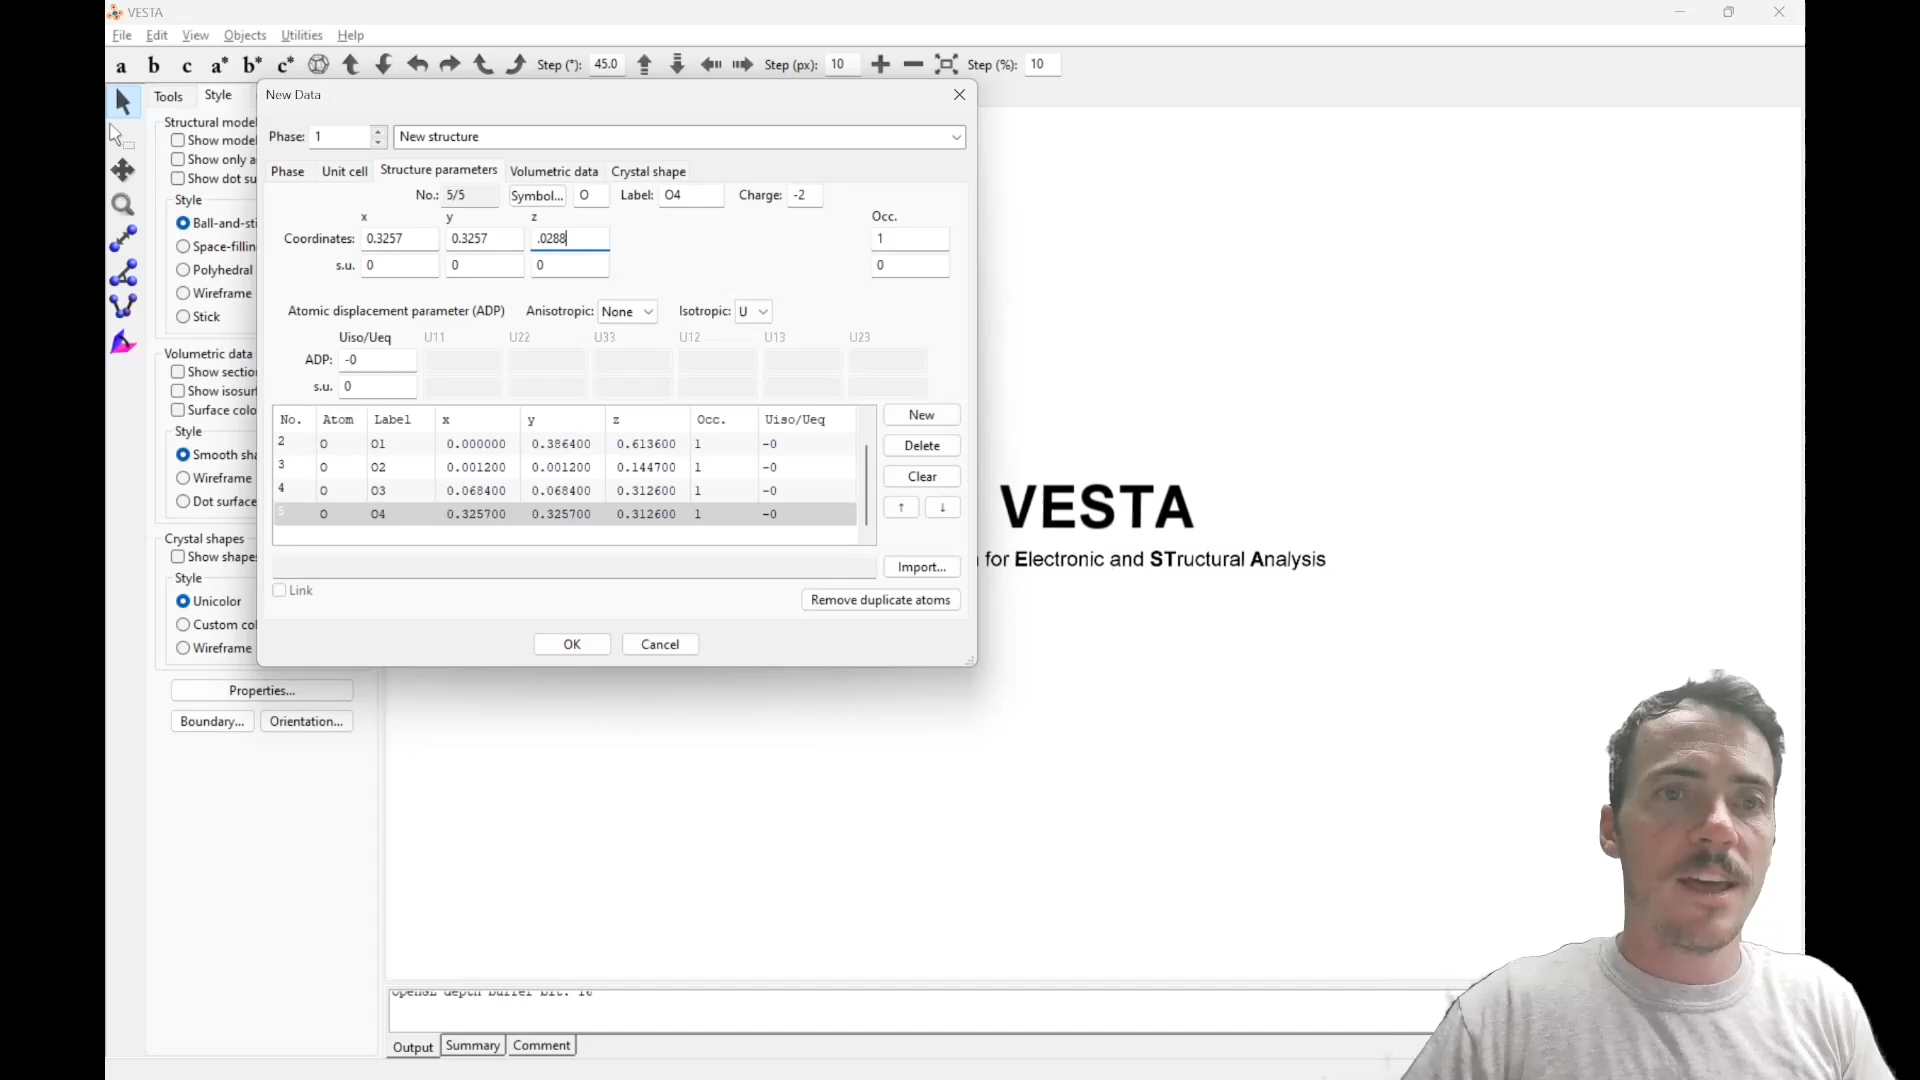 VESTA
File Edit View Objects Utilities Help
a b c a* b* c* Step (°): 45.0 Step (px): 10 Step (%): 10
Tools Style
New Data
Structural model
Show model
Show only a
Show dot su
Style
Ball-and-sti
Space-fillin
Polyhedral
Wireframe
Stick
Volumetric data
Show sectio
Show isosurf
Surface colo
Style
Smooth sha
Wireframe
Dot surface
Crystal shapes
Show shapes
Style
Unicolor
Custom col
Wireframe
Properties...
Boundary... Orientation...
Phase: 1 New structure
Phase Unit cell Structure parameters Volumetric data Crystal shape
No.: 5/5 Symbol... O Label: O4 Charge: -2
x y z Occ.
Coordinates: 0.3257 0.3257 .0288 1
s.u. 0 0 0 0
Atomic displacement parameter (ADP) Anisotropic: None Isotropic: U
Uiso/Ueq U11 U22 U33 U12 U13 U23
ADP: -0
s.u. 0
No. Atom Label x y z Occ. Uiso/Ueq
2 O O1 0.000000 0.386400 0.613600 1 -0
3 O O2 0.001200 0.001200 0.144700 1 -0
4 O O3 0.068400 0.068400 0.312600 1 -0
5 O O4 0.325700 0.325700 0.312600 1 -0
New
Delete
Clear
↑ ↓
Import...
Link
Remove duplicate atoms
OK Cancel
VESTA
for Electronic and STructural Analysis
Output Summary Comment